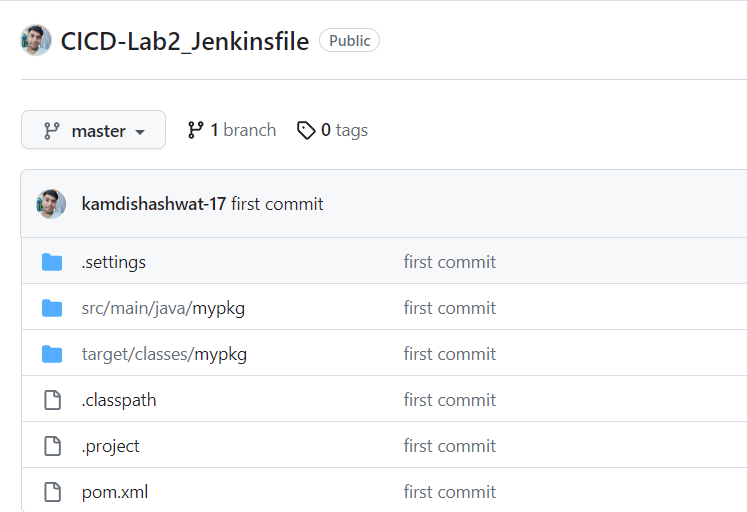 CICD-Lab2_Jenkinsfile Public
master 1 branch 0 tags
kamdishashwat-17 first commit
.settings first commit
src/main/java/mypkg first commit
target/classes/mypkg first commit
.classpath first commit
.project first commit
pom.xml first commit